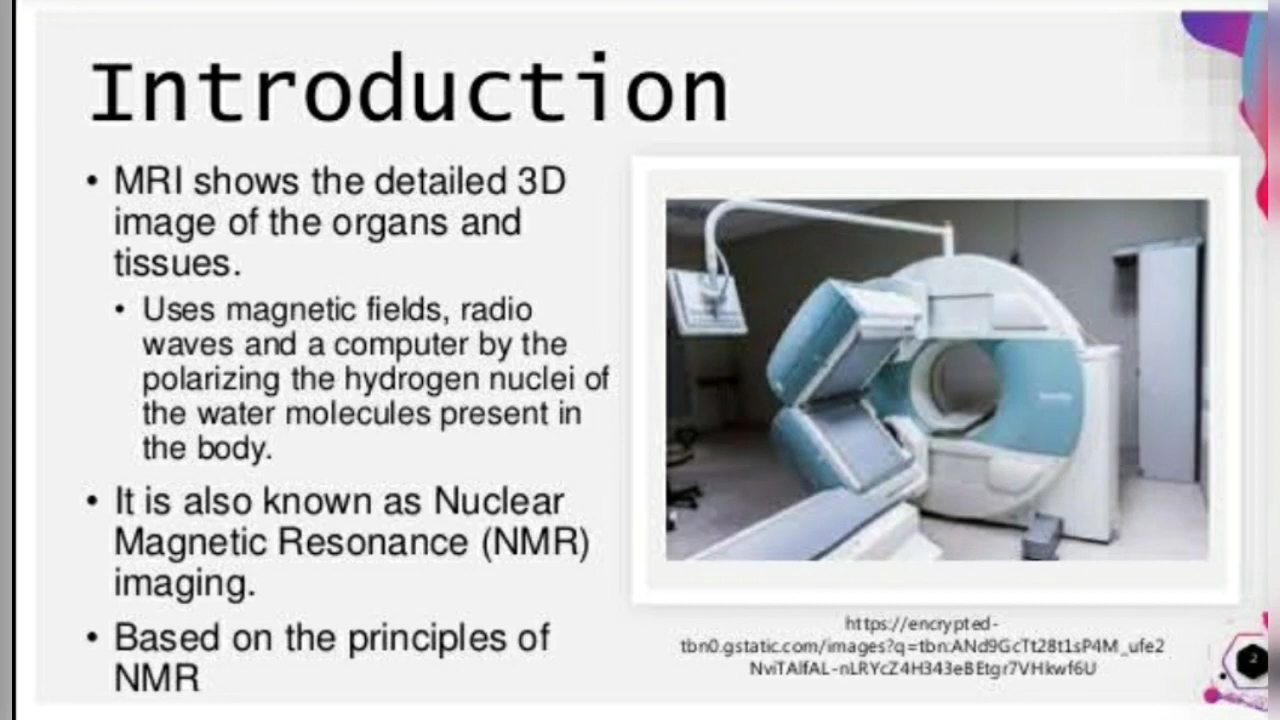 Introduction
• MRI shows the detailed 3D
image of the organs and
tissues.
• Uses magnetic fields, radio
waves and a computer by the
polarizing the hydrogen nuclei of
the water molecules present in
the body.
• It is also known as Nuclear
Magnetic Resonance (NMR)
imaging.
• Based on the principles of
NMR
https://encrypted-
tbn0.gstatic.com/images?q=tbn:ANd9GcTt28t1sP4M_ufe2
NviTAlfAL-nLRYcZ4H343eBEtgr7VHkwf6U
2